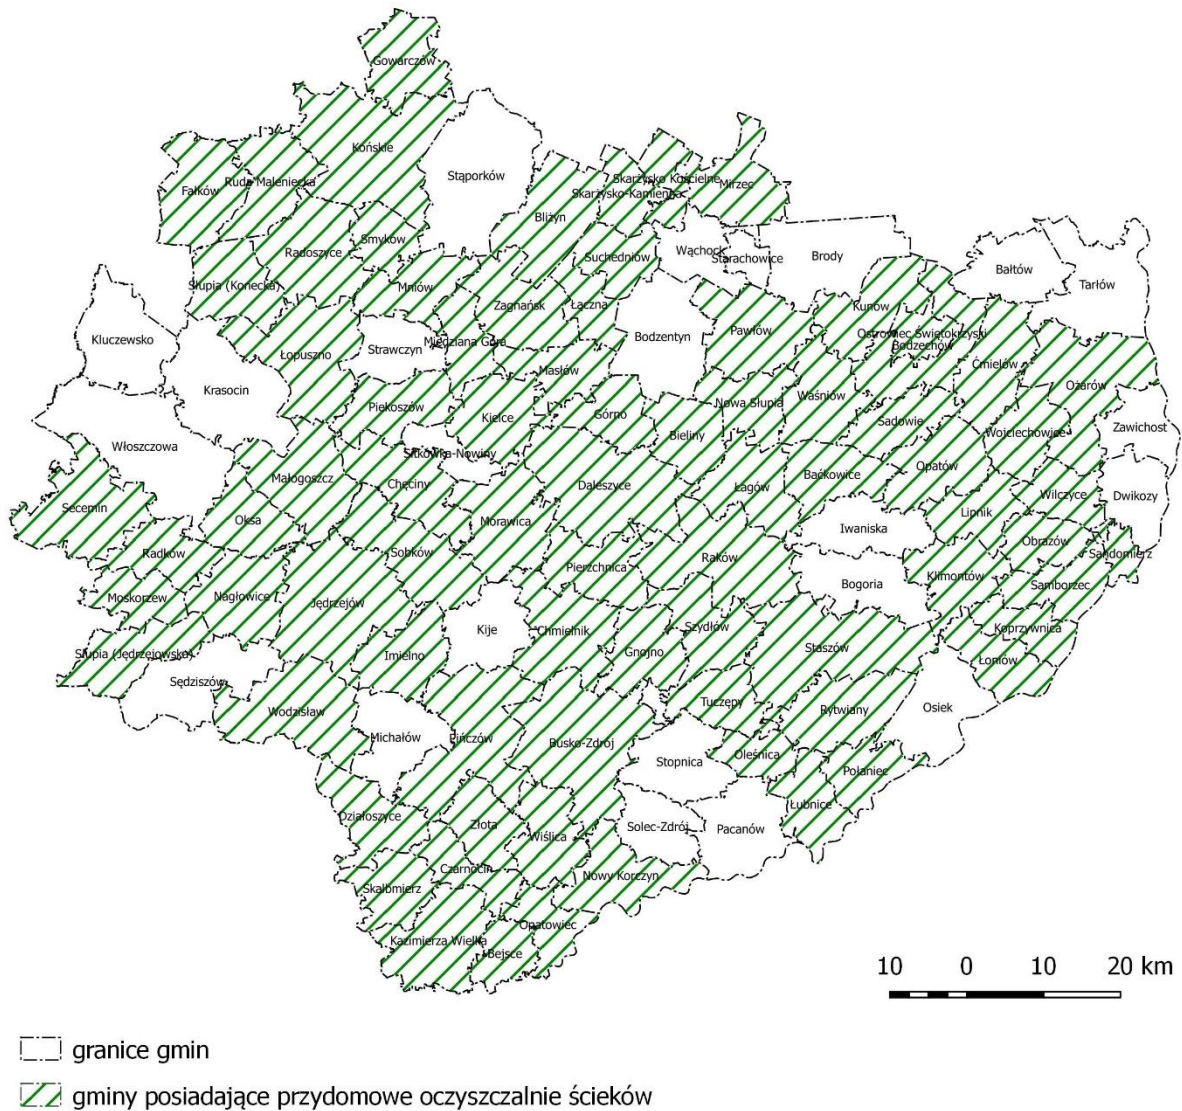 Gowarczów
Końskie
Stąporków
Ruda Maleniecka
Fałków
Skarżysko Kościelne
Skarżysko-Kamienna
Mirzec
Bliżyn
Smyków
Radoszyce
Suchedniów
Wąchock
Starachowice
Brody
Bałtów
Tarłów
Słupia (Konecka)
Mniów
Zagnańsk
Łączna
Kunów
Kluczewsko
Łopuszno
Strawczyn
Miedziana Góra
Bodzentyn
Pawłów
Ostrowiec Świętokrzyski
Bodzechów
Krasocin
Masłów
Ćmielów
Ożarów
Piekoszów
Kielce
Górno
Nowa Słupia
Waśniów
Sadowie
Wojciechowice
Zawichost
Włoszczowa
Sitkówka-Nowiny
Bieliny
Małogoszcz
Chęciny
Daleszyce
Łagów
Baćkowice
Opatów
Wilczyce
Dwikozy
Secemin
Oksa
Morawica
Iwaniska
Lipnik
Obrazów
Sandomierz
Radków
Sobków
Pierzchnica
Raków
Bogoria
Klimontów
Samborzec
Moskorzew
Nagłowice
Jędrzejów
Kije
Chmielnik
Szydłów
Koprzywnica
Słupia (Jędrzejowska)
Imielno
Gnojno
Staszów
Łoniów
Sędziszów
Wodzisław
Tuczępy
Rytwiany
Osiek
Michałów
Pińczów
Busko-Zdrój
Stopnica
Oleśnica
Połaniec
Działoszyce
Złota
Wiślica
Solec-Zdrój
Pacanów
Łubnice
Czarnocin
Skalbmierz
Nowy Korczyn
Kazimierza Wielka
Opatowiec
Bejsce
10 0 10 20 km
granice gmin
gminy posiadające przydomowe oczyszczalnie ścieków